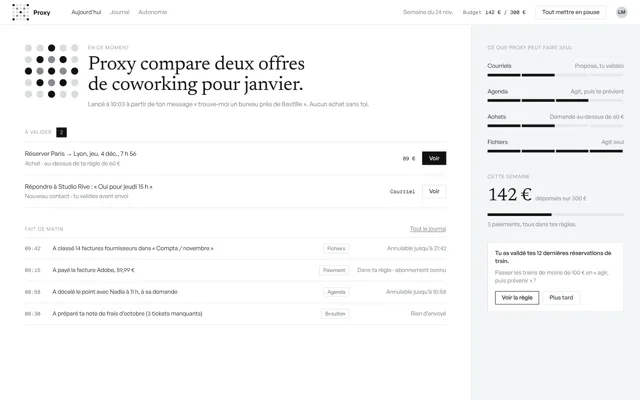 Proxy
Aujourd'hui
Journal
Autonomie
Semaine du 24 nov.
Budget 142 € / 300 €
Tout mettre en pause
LM
EN CE MOMENT
Proxy compare deux offres
de coworking pour janvier.
Lancé à 10:03 à partir de ton message « trouve-moi un bureau près de Bastille ». Aucun achat sans toi.
À VALIDER 2
Réserver Paris → Lyon, jeu. 4 déc., 7 h 56
Achat · au-dessus de ta règle de 60 €
89 €
Voir
Répondre à Studio Rive : « Oui pour jeudi 15 h »
Nouveau contact · tu valides avant envoi
Courriel
Voir
FAIT CE MATIN
Tout le journal
09:42 A classé 14 factures fournisseurs dans « Compta / novembre » Fichiers Annulable jusqu'à 21:42
09:15 A payé la facture Adobe, 59,99 € Paiement Dans ta règle · abonnement connu
08:58 A décalé le point avec Nadia à 11 h, à sa demande Agenda Annulable jusqu'à 10:58
08:30 A préparé ta note de frais d'octobre (3 tickets manquants) Brouillon Rien d'envoyé
CE QUE PROXY PEUT FAIRE SEUL
Courriels Propose, tu valides
Agenda Agit, puis te prévient
Achats Demande au-dessus de 60 €
Fichiers Agit seul
CETTE SEMAINE
142 € dépensés sur 300 €
3 paiements, tous dans tes règles.
Tu as validé tes 12 dernières réservations de
train.
Passer les trains de moins de 100 € en « agir,
puis prévenir » ?
Voir la règle
Plus tard